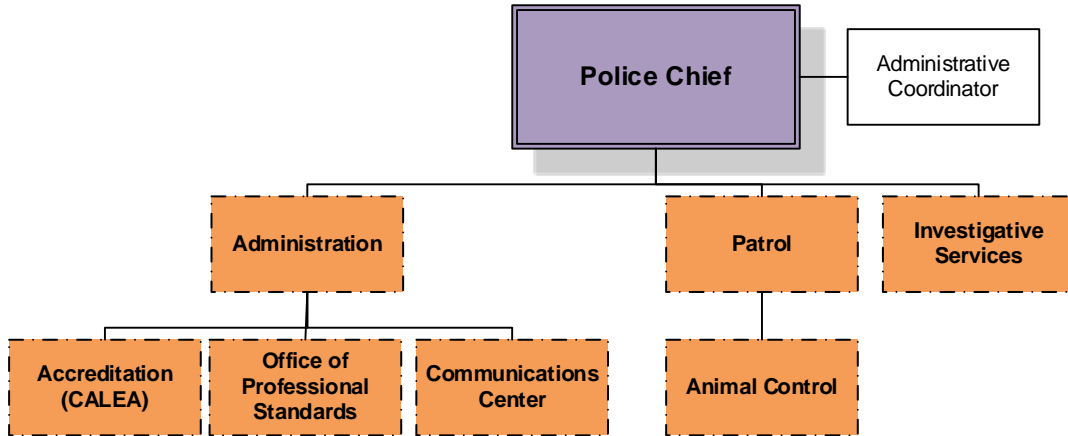 Police Chief
Administrative
Coordinator
Administration
Patrol
Investigative
Services
Accreditation
(CALEA)
Office of
Professional
Standards
Communications
Center
Animal Control